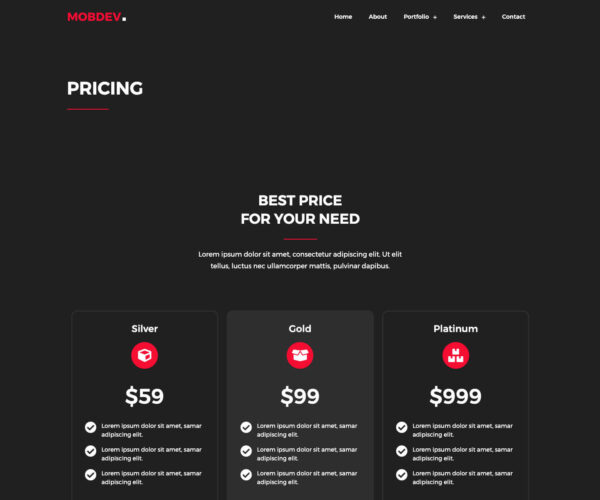 MOBDEV.
Home About Portfolio + Services + Contact
PRICING
BEST PRICE
FOR YOUR NEED
Lorem ipsum dolor sit amet, consectetur adipiscing elit. Ut elit
tellus, luctus nec ullamcorper mattis, pulvinar dapibus.
Silver
$59
Lorem ipsum dolor sit amet, samar
adipiscing elit.
Lorem ipsum dolor sit amet, samar
adipiscing elit.
Lorem ipsum dolor sit amet, samar
adipiscing elit.
Gold
$99
Lorem ipsum dolor sit amet, samar
adipiscing elit.
Lorem ipsum dolor sit amet, samar
adipiscing elit.
Lorem ipsum dolor sit amet, samar
adipiscing elit.
Platinum
$999
Lorem ipsum dolor sit amet, samar
adipiscing elit.
Lorem ipsum dolor sit amet, samar
adipiscing elit.
Lorem ipsum dolor sit amet, samar
adipiscing elit.